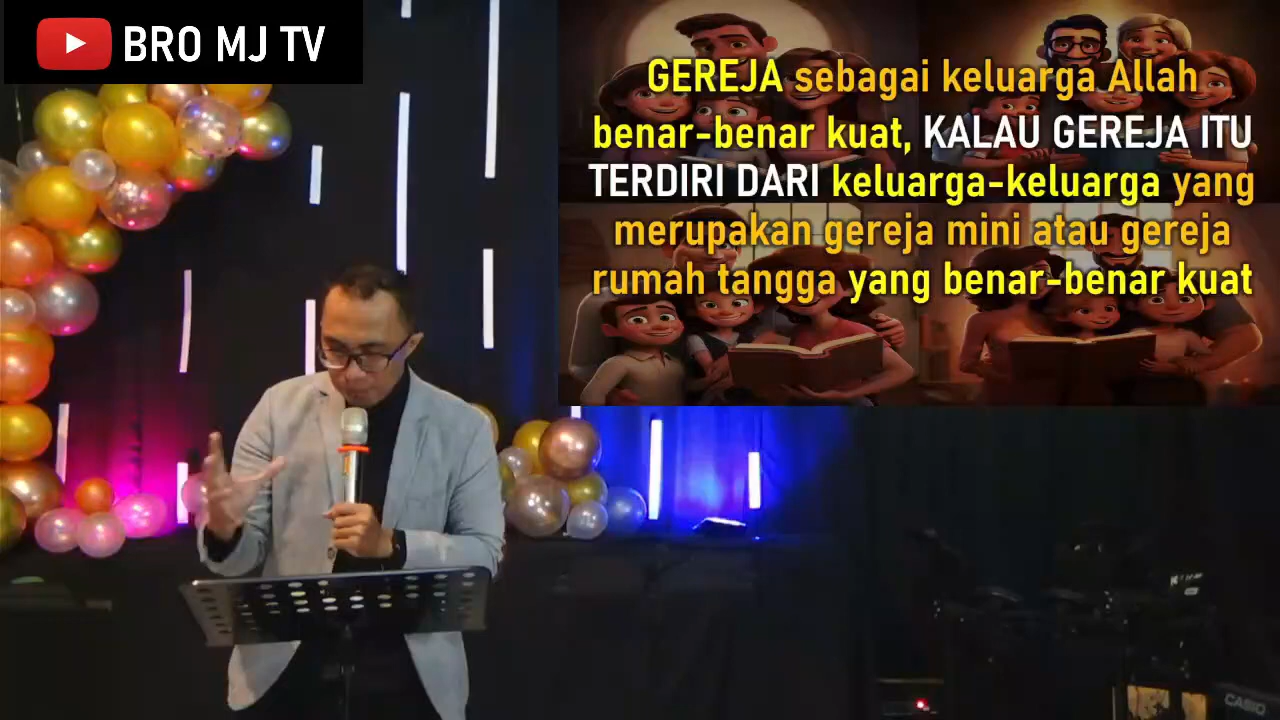 BRO MJ TV
GEREJA sebagai keluarga Allah
benar-benar kuat, KALAU GEREJA ITU
TERDIRI DARI keluarga-keluarga yang
merupakan gereja mini atau gereja
rumah tangga yang benar-benar kuat
CASIO